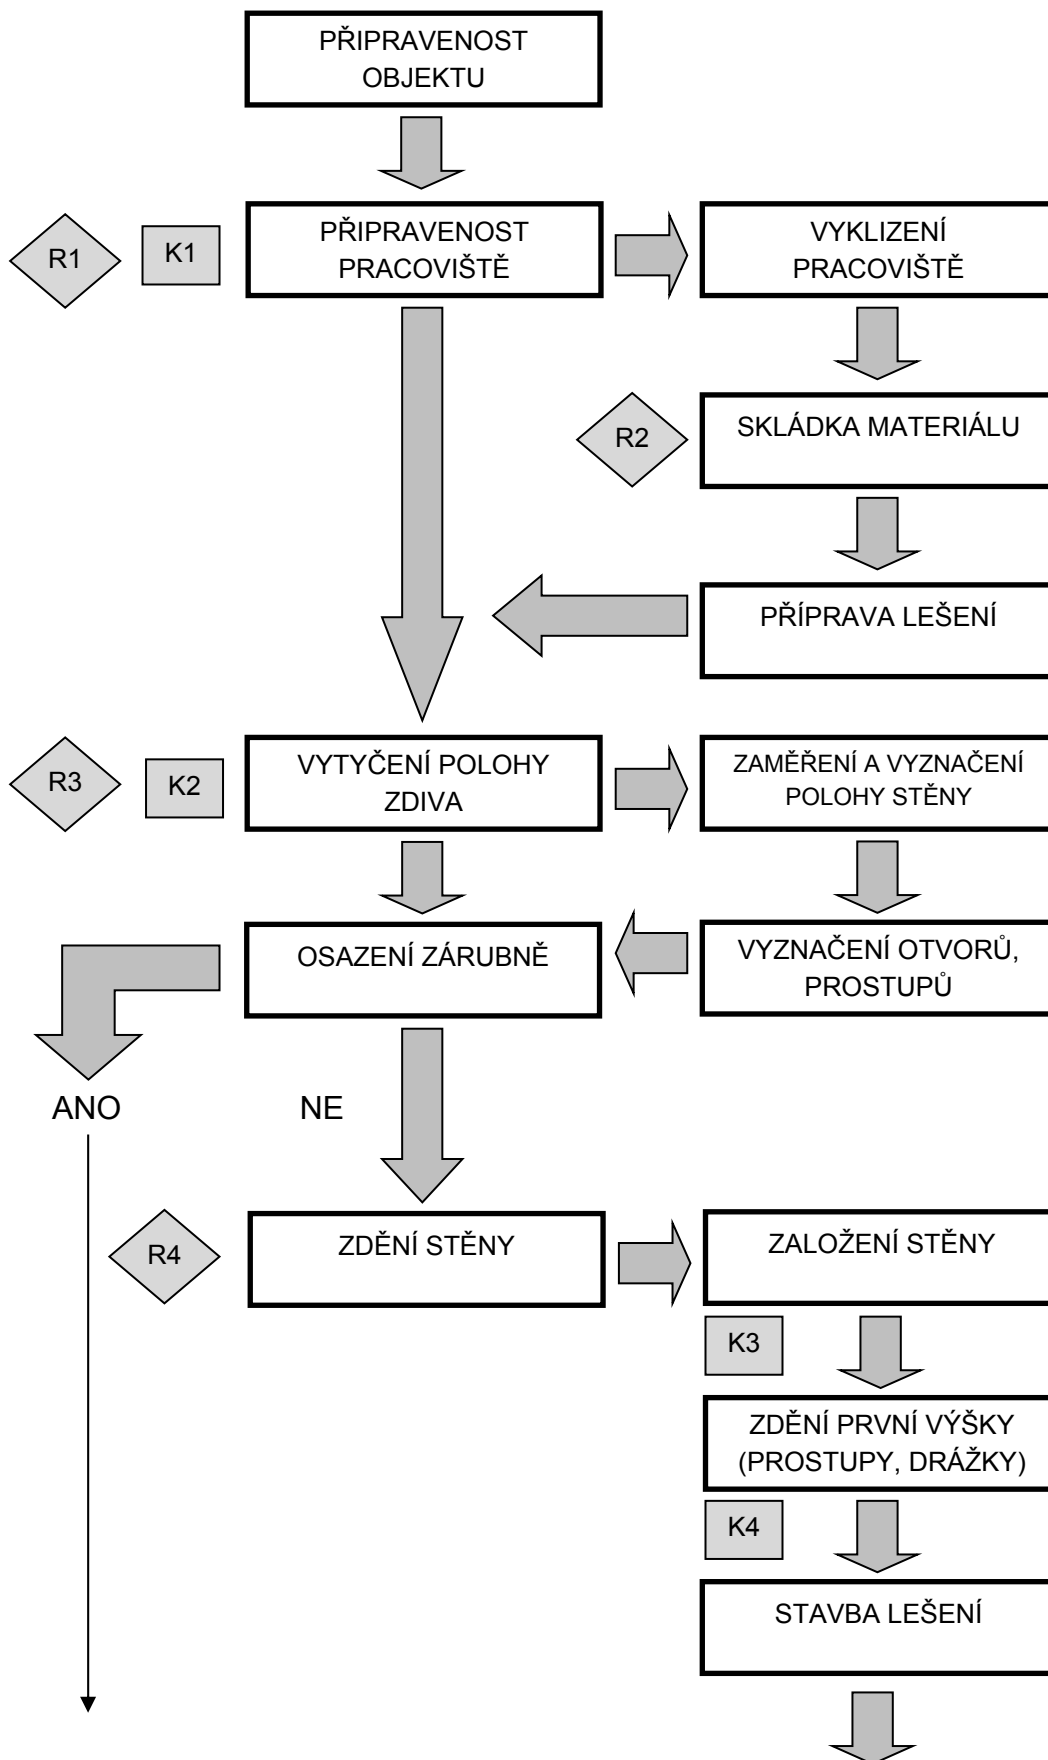 PŘIPRAVENOST
OBJEKTU
R1
K1
PŘIPRAVENOST
PRACOVIŠTĚ
VYKLIZENÍ
PRACOVIŠTĚ
R2
SKLÁDKA MATERIÁLU
PŘÍPRAVA LEŠENÍ
R3
K2
VYTYČENÍ POLOHY
ZDIVA
ZAMĚŘENÍ A VYZNAČENÍ
POLOHY STĚNY
OSAZENÍ ZÁRUBNĚ
VYZNAČENÍ OTVORŮ,
PROSTUPŮ
ANO
NE
R4
ZDĚNÍ STĚNY
ZALOŽENÍ STĚNY
K3
ZDĚNÍ PRVNÍ VÝŠKY
(PROSTUPY, DRÁŽKY)
K4
STAVBA LEŠENÍ